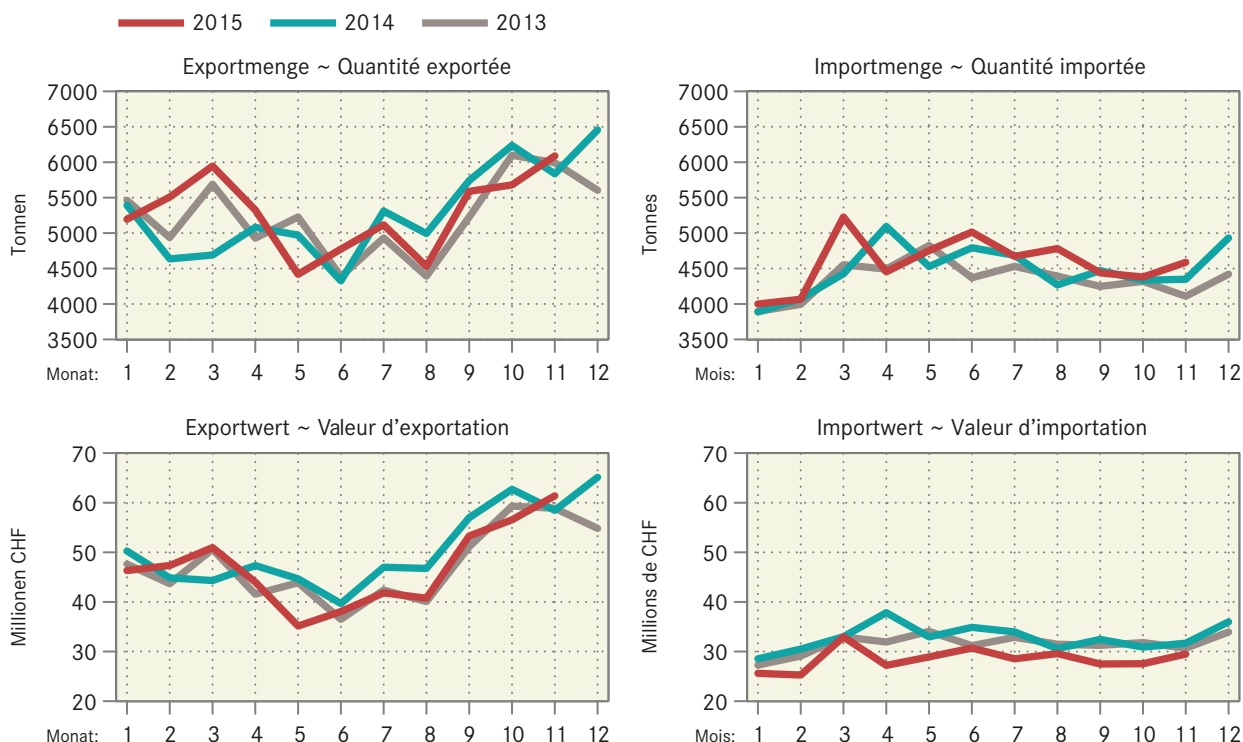 2015 2014 2013
Exportmenge ~ Quantité exportée
7000
6500
6000
5500
5000
4500
4000
3500
Tonnen
Monat: 1 2 3 4 5 6 7 8 9 10 11 12
Importmenge ~ Quantité importée
7000
6500
6000
5500
5000
4500
4000
3500
Tonnes
Mois: 1 2 3 4 5 6 7 8 9 10 11 12
Exportwert ~ Valeur d'exportation
70
60
50
40
30
20
Millionen CHF
Monat: 1 2 3 4 5 6 7 8 9 10 11 12
Importwert ~ Valeur d'importation
70
60
50
40
30
20
Millions de CHF
Mois: 1 2 3 4 5 6 7 8 9 10 11 12